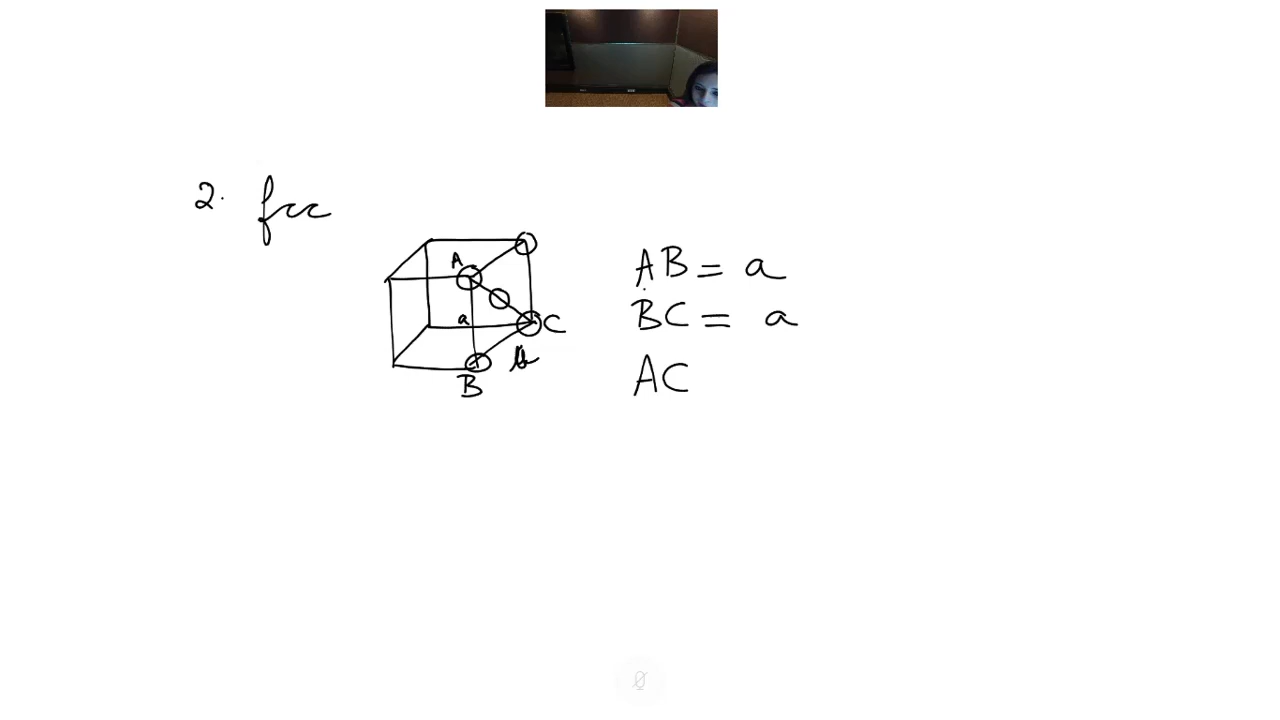 2. fcc
A
AB = a
a
C
BC = a
B
AC